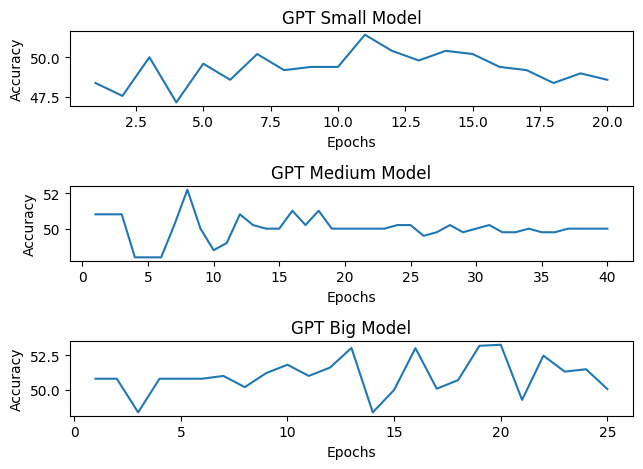 GPT Small Model
Accuracy
50.0
47.5
2.5 5.0 7.5 10.0 12.5 15.0 17.5 20.0
Epochs
GPT Medium Model
Accuracy
52
50
0 5 10 15 20 25 30 35 40
Epochs
GPT Big Model
Accuracy
52.5
50.0
0 5 10 15 20 25
Epochs